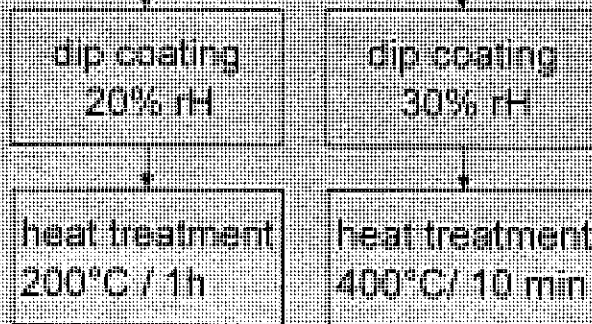 dip coating
20% rH
dip coating
30% rH
heat treatment
200°C / 1h
heat treatment
400°C/ 10 min